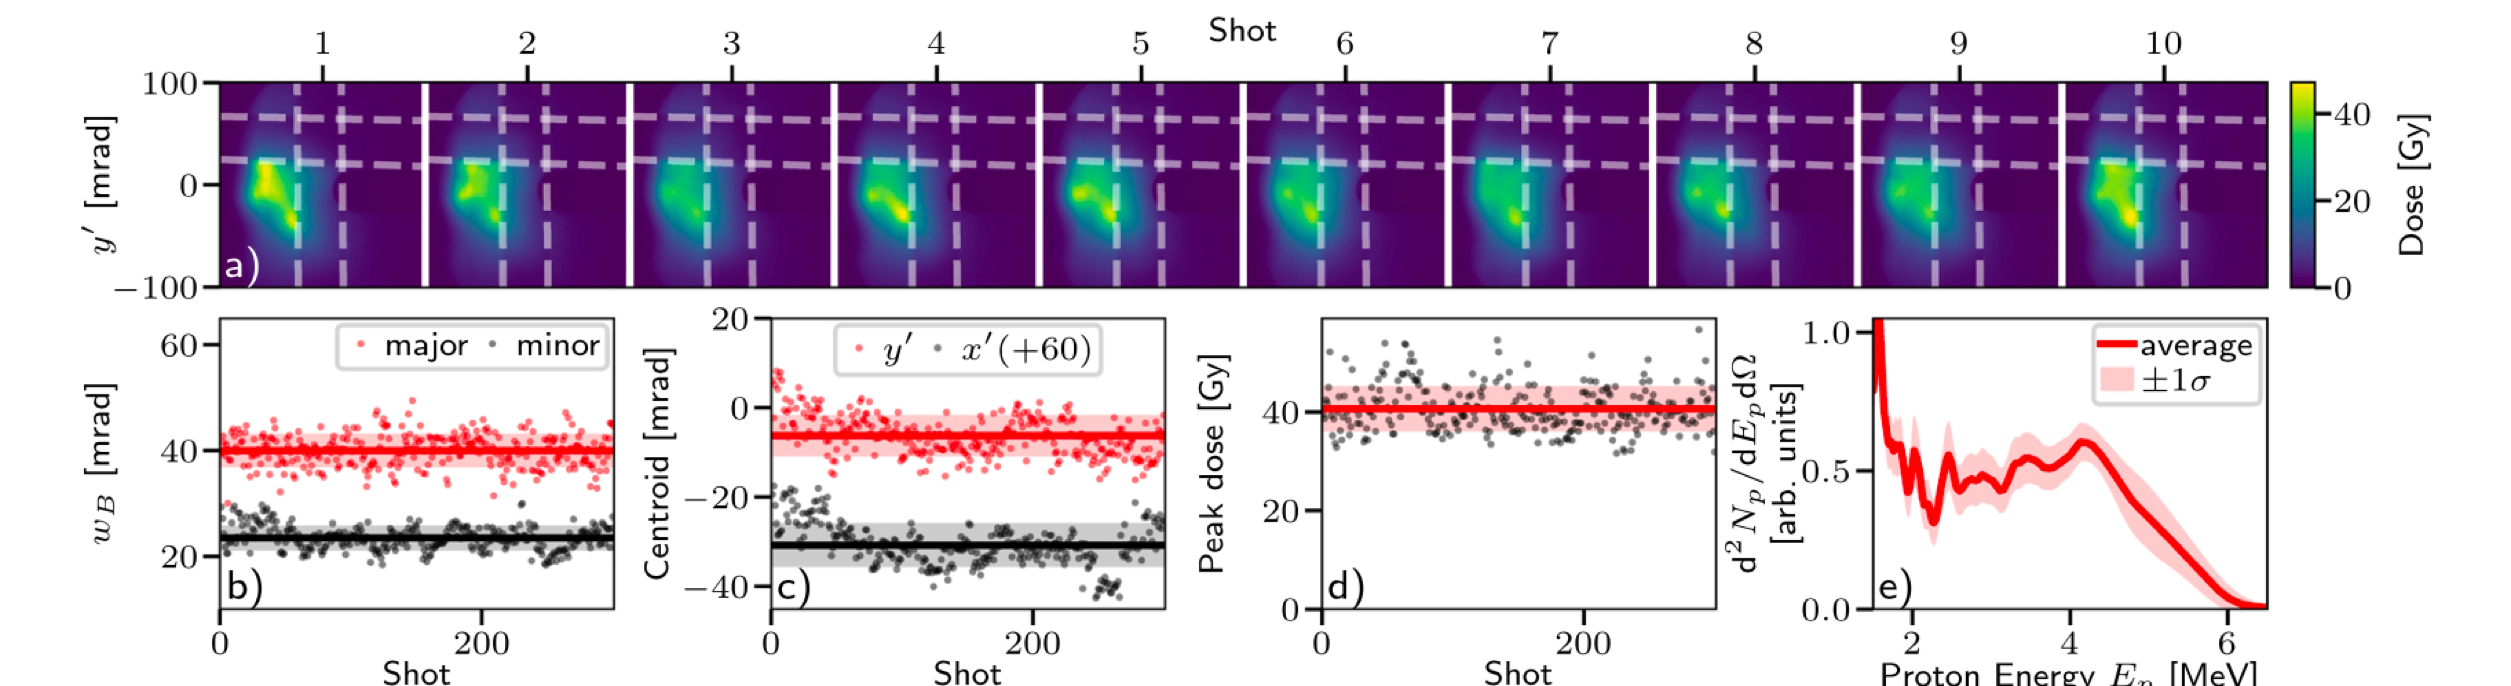 Shot
1 2 3 4 5 6 7 8 9 10
100
0
−100
y′ [mrad]
a)
40
20
0
Dose [Gy]
60
40
20
w_B [mrad]
major minor
b)
0 200
Shot
20
0
−20
−40
Centroid [mrad]
y′ x′(+60)
c)
0 200
Shot
40
20
0
Peak dose [Gy]
d)
0 200
Shot
1.0
0.5
0.0
d²N_p/dE_pdΩ
[arb. units]
average
±1σ
e)
2 4 6
Proton Energy E_p [MeV]